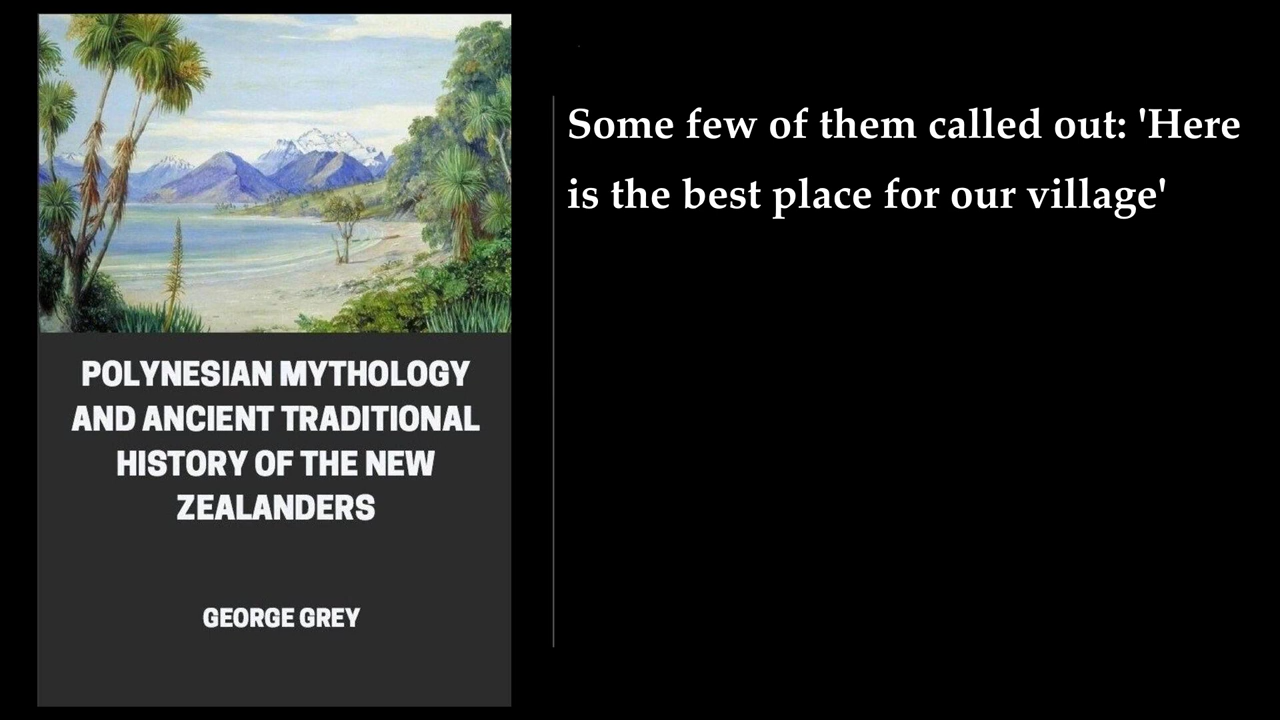 POLYNESIAN MYTHOLOGY
AND ANCIENT TRADITIONAL
HISTORY OF THE NEW
ZEALANDERS
GEORGE GREY
Some few of them called out: 'Here
is the best place for our village'